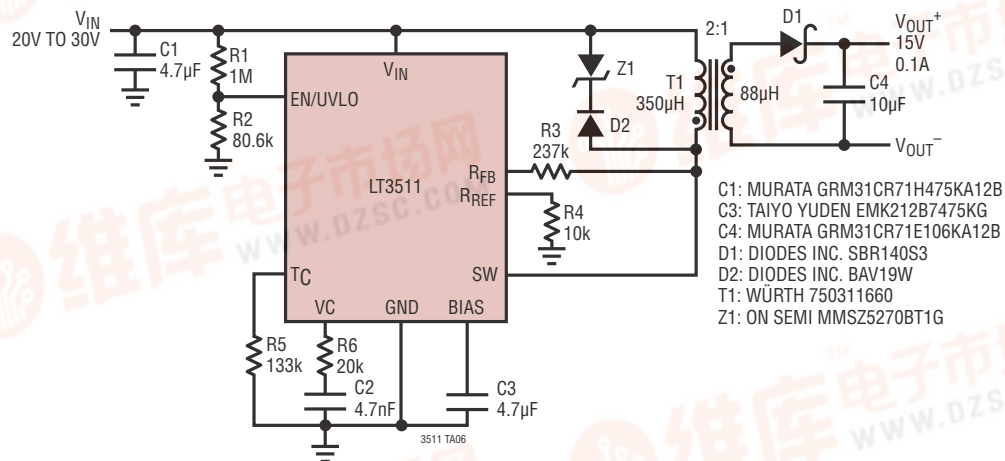 VIN
20V TO 30V
C1
4.7µF
R1
1M
R2
80.6k
VIN
EN/UVLO
LT3511
RFB
RREF
SW
TC
VC
GND
BIAS
R5
133k
R6
20k
C2
4.7nF
C3
4.7µF
3511 TA06
Z1
D2
R3
237k
R4
10k
T1
350µH
2:1
88µH
D1
C4
10µF
VOUT+
15V
0.1A
VOUT–
C1: MURATA GRM31CR71H475KA12B
C3: TAIYO YUDEN EMK212B7475KG
C4: MURATA GRM31CR71E106KA12B
D1: DIODES INC. SBR140S3
D2: DIODES INC. BAV19W
T1: WÜRTH 750311660
Z1: ON SEMI MMSZ5270BT1G
维库电子市场网
WWW.DZSC.COM
TM